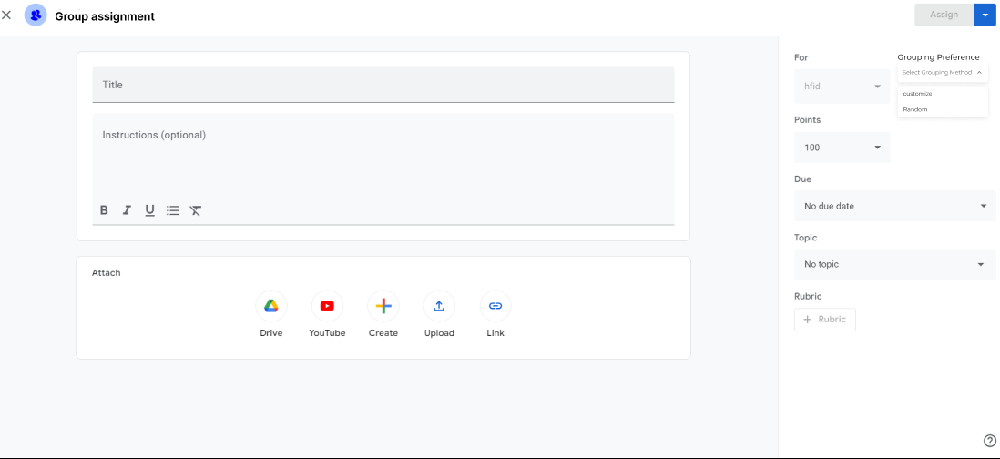 Group assignment
Assign
Title
Instructions (optional)
B I U
Attach
Drive
YouTube
Create
Upload
Link
For
hfid
Grouping Preference
Select Grouping Method
customize
Random
Points
100
Due
No due date
Topic
No topic
Rubric
+ Rubric
?